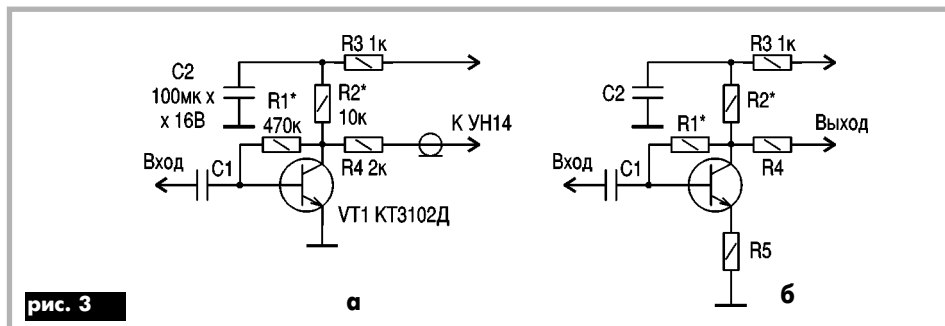 R3 1к
C2
100мк x
x 16В
R1*
470к
R2*
10к
К УН14
Вход
C1
R4 2к
VT1 КТ3102Д
а
R3 1к
C2
R2*
R1*
Выход
Вход
C1
R4
R5
б
рис. 3